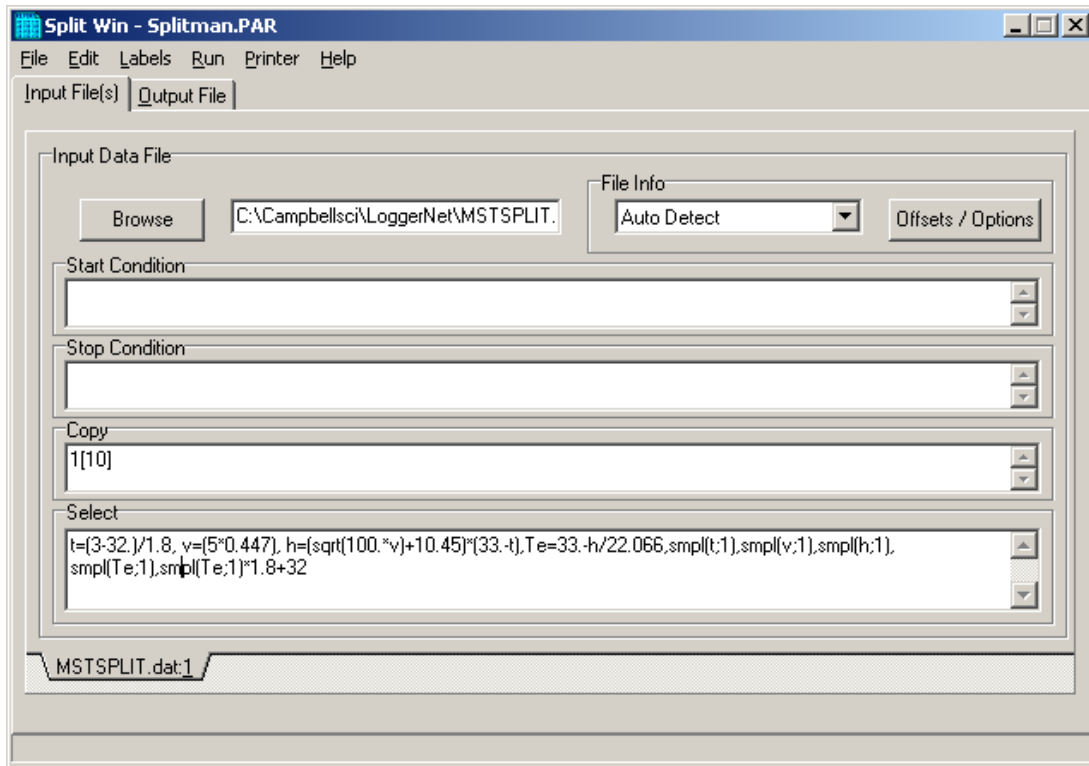 Split Win - Splitman.PAR
File Edit Labels Run Printer Help
Input File(s) Output File
Input Data File
File Info
Browse C:\Campbellsci\LoggerNet\MSTSPLIT. Auto Detect Offsets / Options
Start Condition
Stop Condition
Copy
1[10]
Select
t=(3-32.)/1.8, v=(5*0.447), h=(sqrt(100.*v)+10.45)*(33.-t),Te=33.-h/22.066,smpl(t;1),smpl(v;1),smpl(h;1),
smpl(Te;1),smpl(Te;1)*1.8+32
MSTSPLIT.dat:1